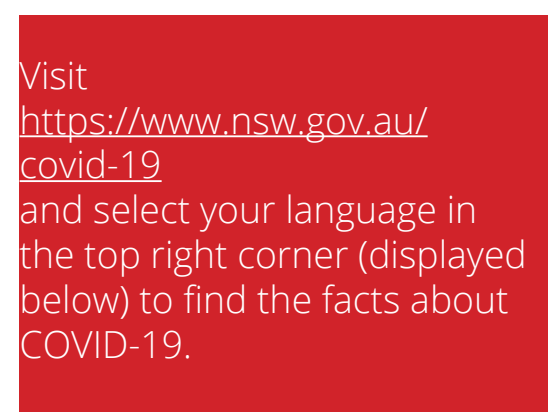 Visit
https://www.nsw.gov.au/
covid-19
and select your language in
the top right corner (displayed
below) to find the facts about
COVID-19.